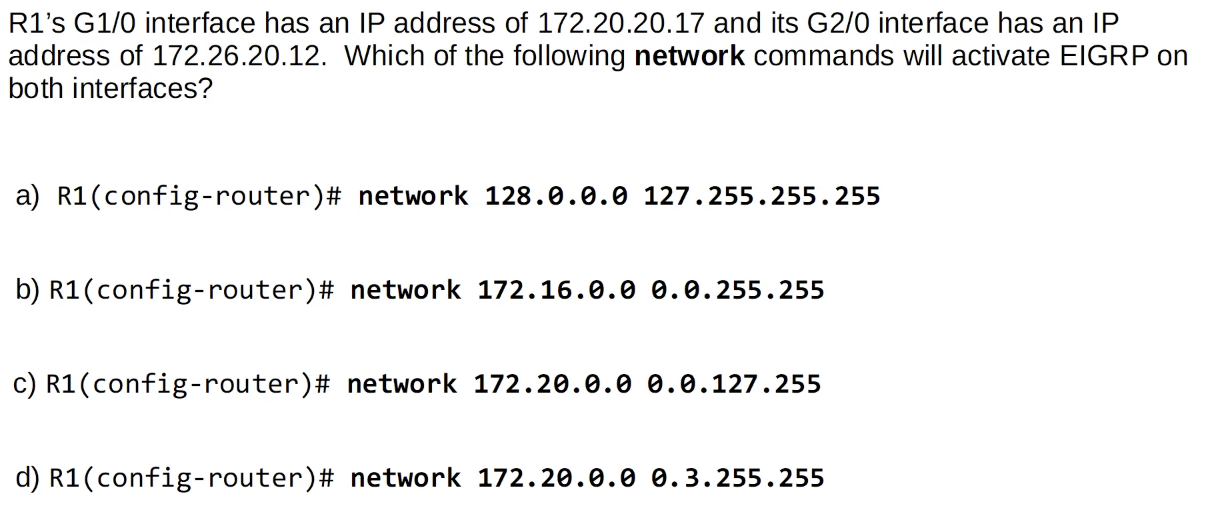 R1’s G1/0 interface has an IP address of 172.20.20.17 and its G2/0 interface has an IP
address of 172.26.20.12.  Which of the following network commands will activate EIGRP on
both interfaces?
a)  R1(config-router)# network 128.0.0.0 127.255.255.255
b) R1(config-router)# network 172.16.0.0 0.0.255.255
c) R1(config-router)# network 172.20.0.0 0.0.127.255
d) R1(config-router)# network 172.20.0.0 0.3.255.255